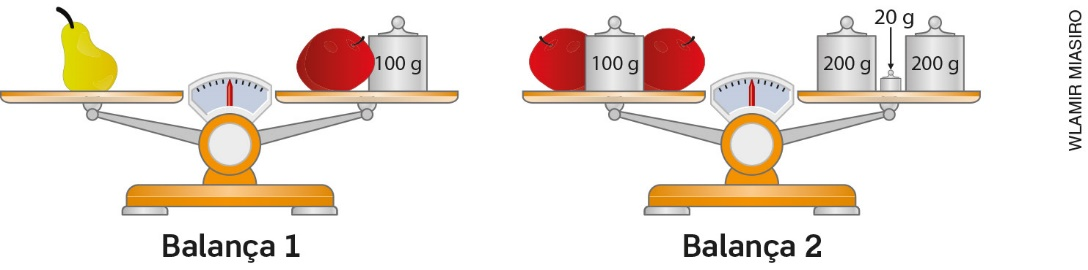 100 g
100 g
200 g
20 g
200 g
Balança 1
Balança 2
WLAMIR MIASIRO